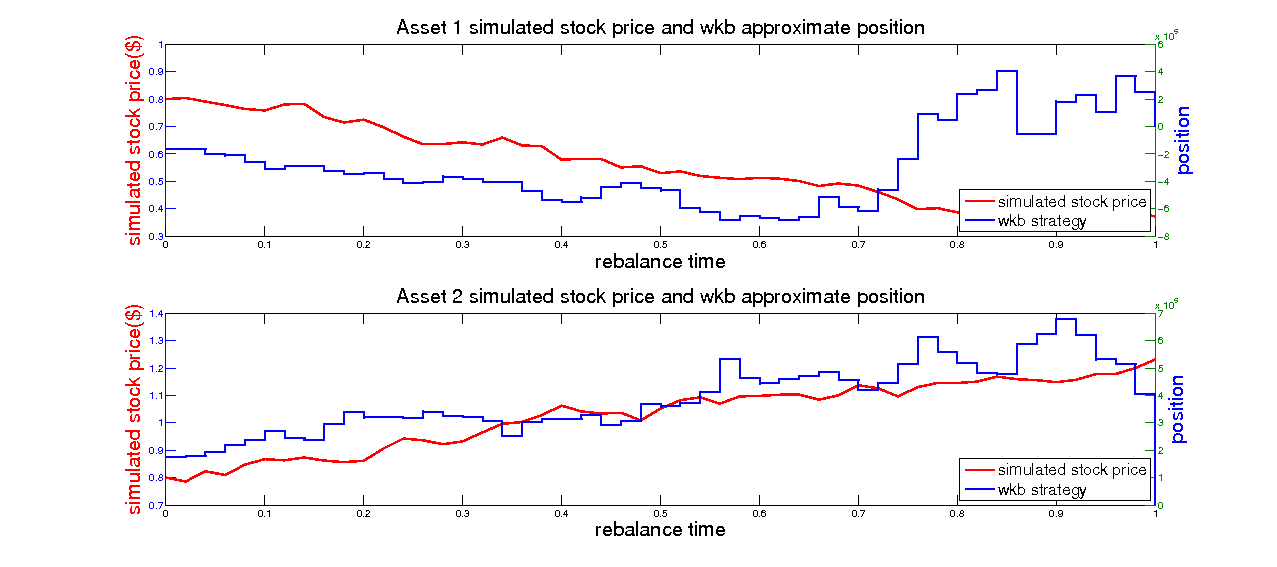 Asset 1 simulated stock price and wkb approximate position
x 10^5
simulated stock price($)
1
0.9
0.8
0.7
0.6
0.5
0.4
0.3
6
4
2
0
−2
−4
−6
−8
position
simulated stock price
wkb strategy
0 0.1 0.2 0.3 0.4 0.5 0.6 0.7 0.8 0.9 1
rebalance time
Asset 2 simulated stock price and wkb approximate position
x 10^5
simulated stock price($)
1.4
1.3
1.2
1.1
1
0.9
0.8
0.7
7
6
5
4
3
2
1
0
position
simulated stock price
wkb strategy
0 0.1 0.2 0.3 0.4 0.5 0.6 0.7 0.8 0.9 1
rebalance time